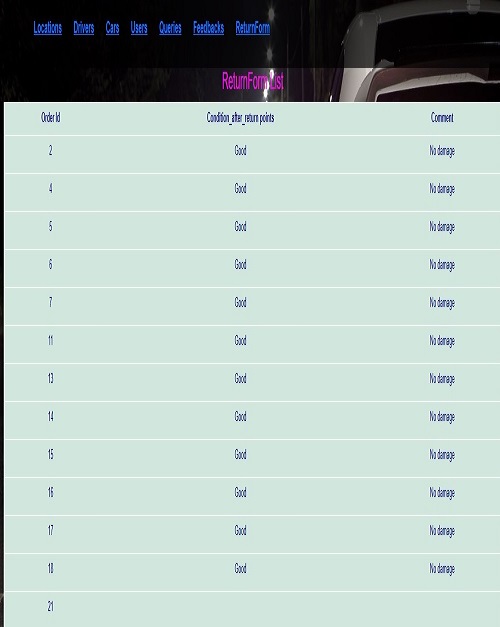 Locations Drivers Cars Users Queries Feedbacks ReturnForm
ReturnForm List
Order Id Condition_after_return points Comment
2 Good No damage
4 Good No damage
5 Good No damage
6 Good No damage
7 Good No damage
11 Good No damage
13 Good No damage
14 Good No damage
15 Good No damage
16 Good No damage
17 Good No damage
18 Good No damage
21